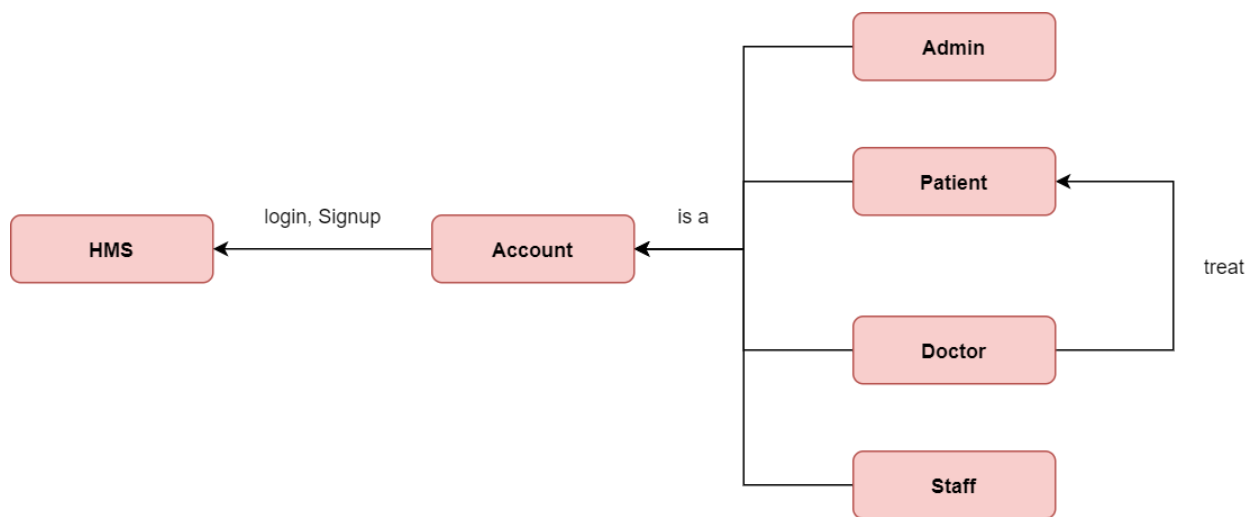 Admin
Patient
login, Signup
is a
HMS
Account
treat
Doctor
Staff